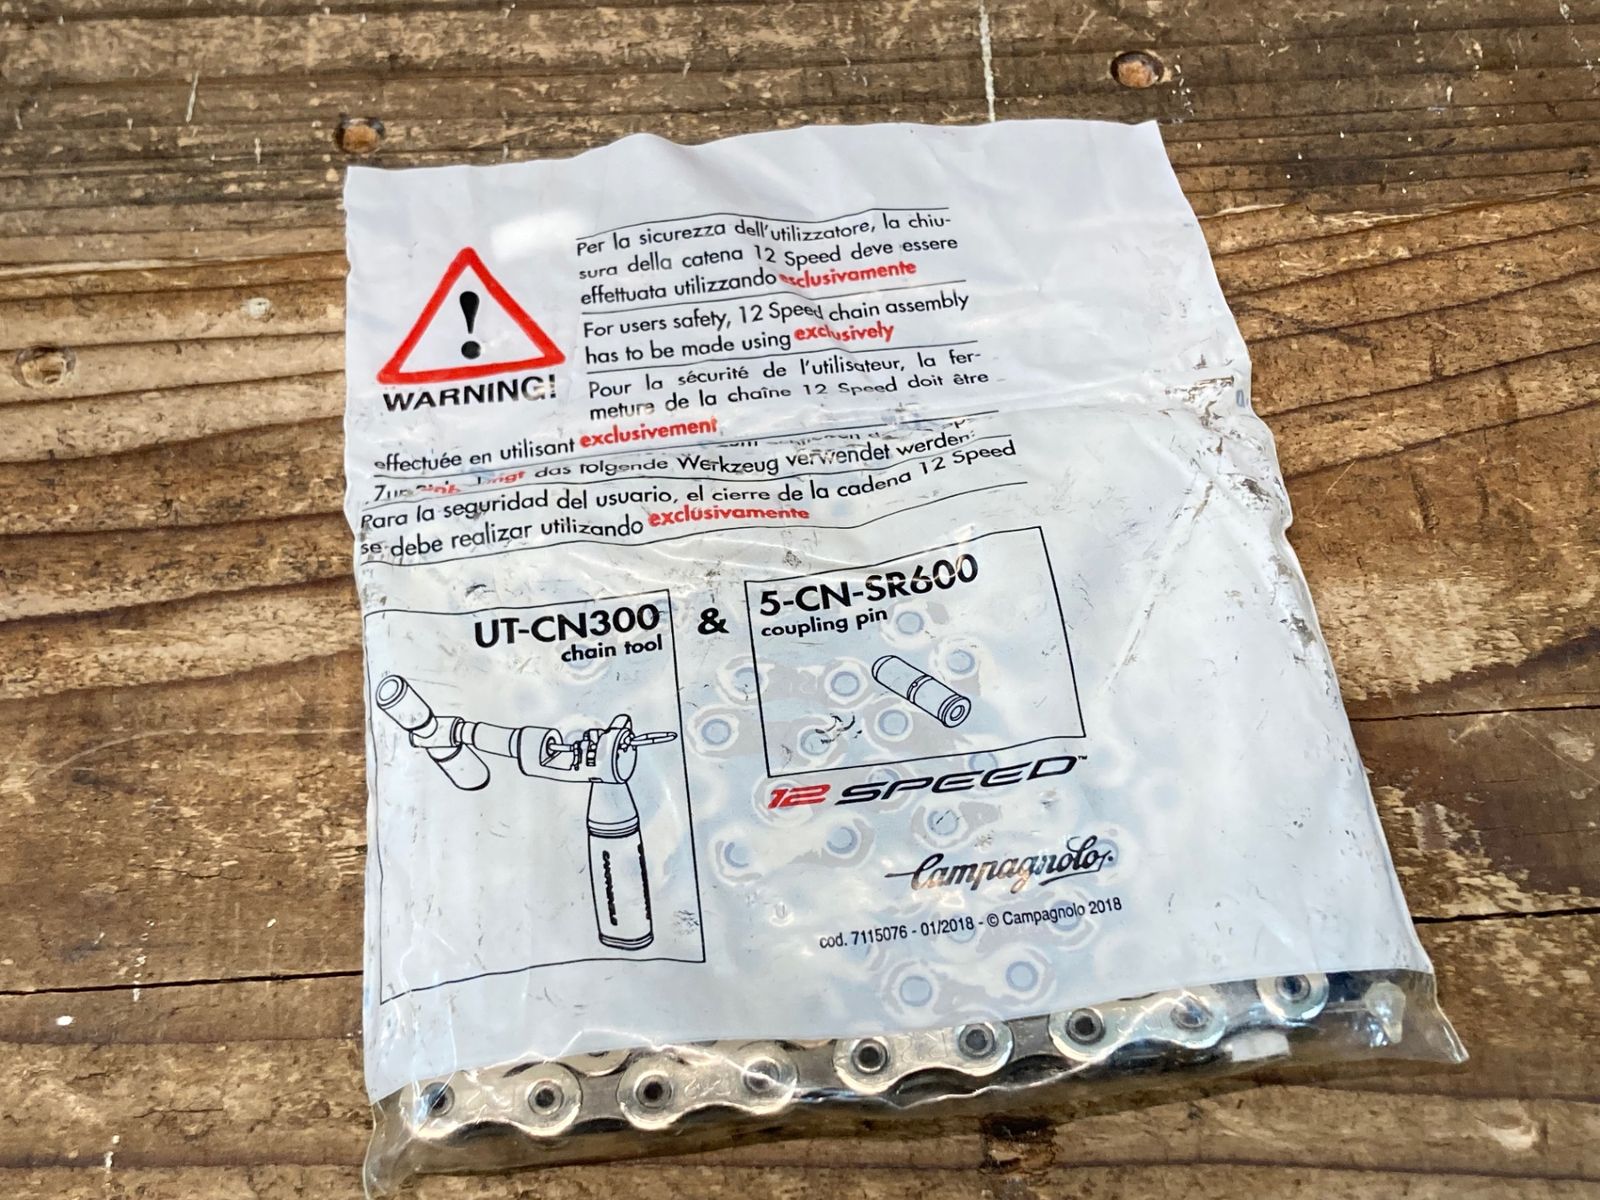 Per la sicurezza dell'utilizzatore, la chiu-
sura della catena 12 Speed deve essere
effettuata utilizzando esclusivamente
For users safety, 12 Speed chain assembly
has to be made using exclusively
Pour la sécurité de l'utilisateur, la fer-
meture de la chaîne 12 Speed doit être
effectuée en utilisant exclusivement
WARNING!
das folgende Werkzeug verwendet werden:
Para la seguridad del usuario, el cierre de la cadena 12 Speed
se debe realizar utilizando exclusivamente
UT-CN300
chain tool
&
5-CN-SR600
coupling pin
12 SPEED™
Campagnolo
cod. 7115076 - 01/2018 - © Campagnolo 2018